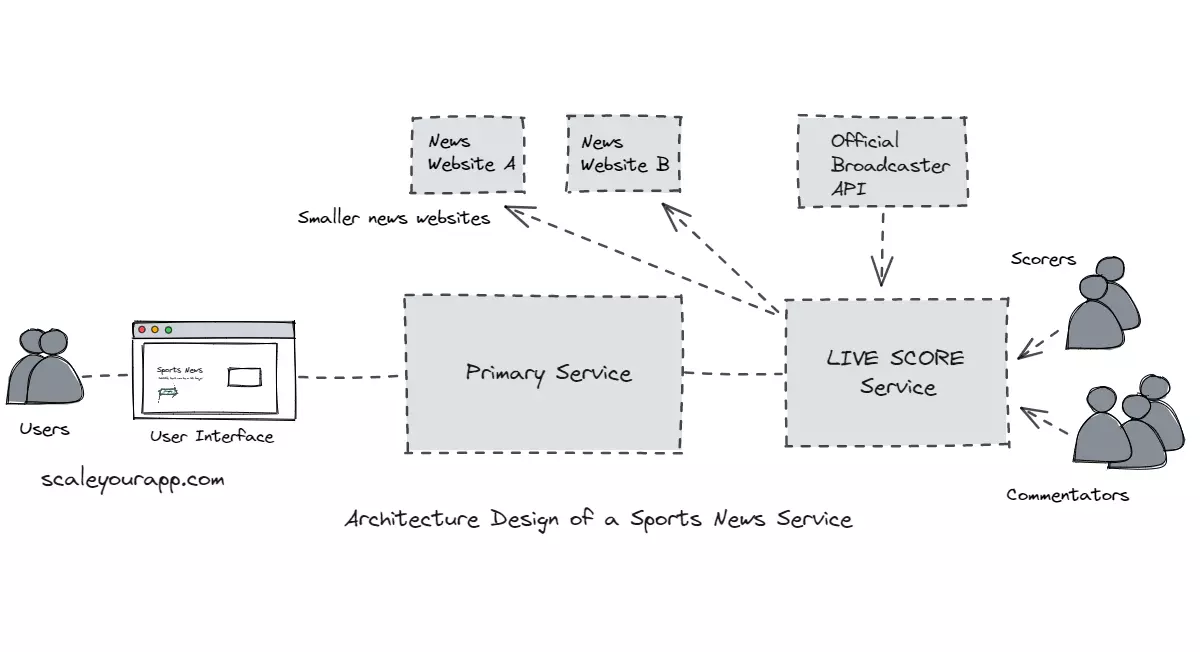 News
Website A
News
Website B
Official
Broadcaster
API
Smaller news websites
Scorers
Sports News
Primary Service
LIVE SCORE
Service
Users
User Interface
scaleyourapp.com
Commentators
Architecture Design of a Sports News Service